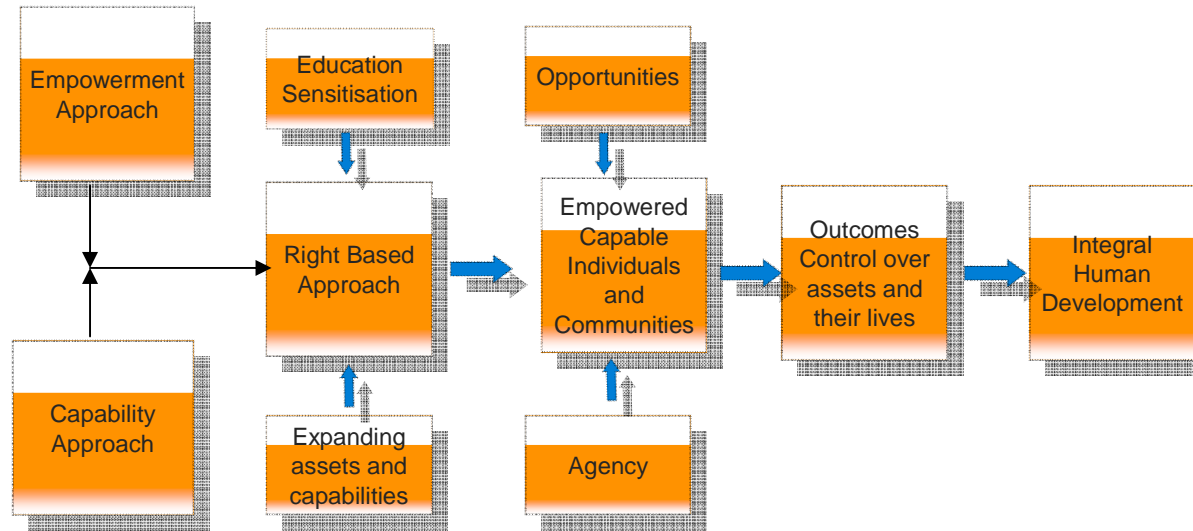 Empowerment
Approach
Education
Sensitisation
Opportunities
Right Based
Approach
Empowered
Capable
Individuals
and
Communities
Outcomes
Control over
assets and
their lives
Integral
Human
Development
Capability
Approach
Expanding
assets and
capabilities
Agency